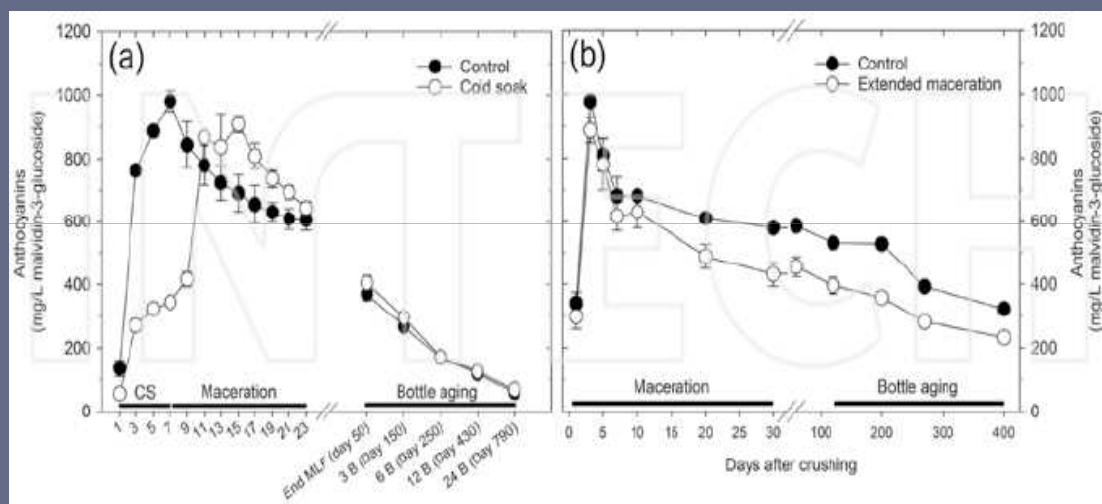 1200
1000
800
600
400
200
0
Anthocyanins
(mg/L malvidin-3-glucoside)
(a)
Control
Cold soak
CS
Maceration
Bottle aging
1 3 5 7 9 11 13 15 17 19 21 23
End MLF (day 50)
3 B (Day 150)
6 B (Day 250)
12 B (Day 430)
24 B (Day 790)
(b)
Control
Extended maceration
Maceration
Bottle aging
0 5 10 20 30 100 200 300 400
Days after crushing
1200
1000
800
600
400
200
0
Anthocyanins
(mg/L malvidin-3-glucoside)
INTECH